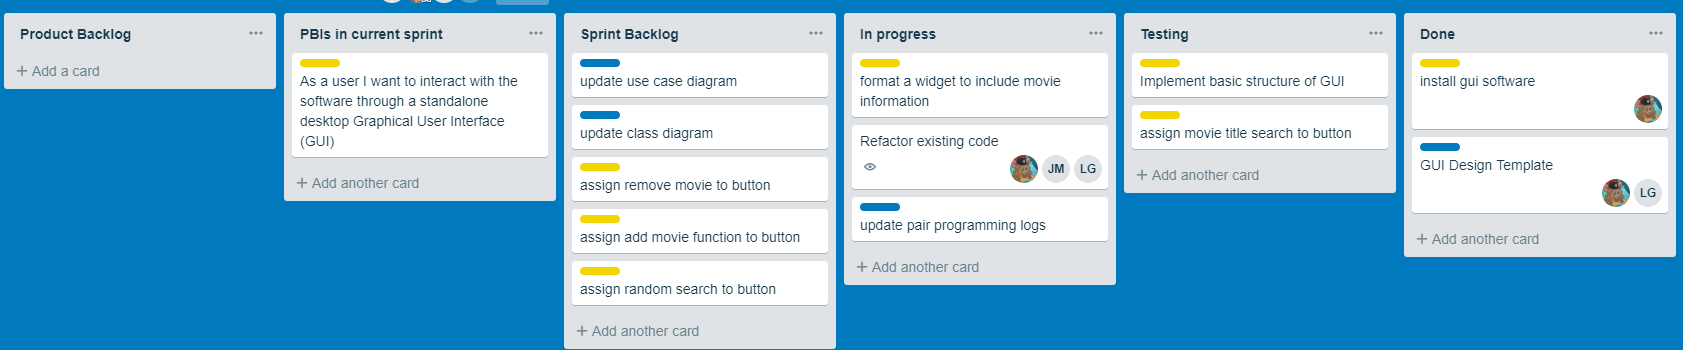 Product Backlog
+ Add a card
PBIs in current sprint
As a user I want to interact with the
software through a standalone
desktop Graphical User Interface
(GUI)
+ Add another card
Sprint Backlog
update use case diagram
update class diagram
assign remove movie to button
assign add movie function to button
assign random search to button
+ Add another card
In progress
format a widget to include movie
information
Refactor existing code
JM LG
update pair programming logs
+ Add another card
Testing
Implement basic structure of GUI
assign movie title search to button
+ Add another card
Done
install gui software
GUI Design Template
LG
+ Add another card